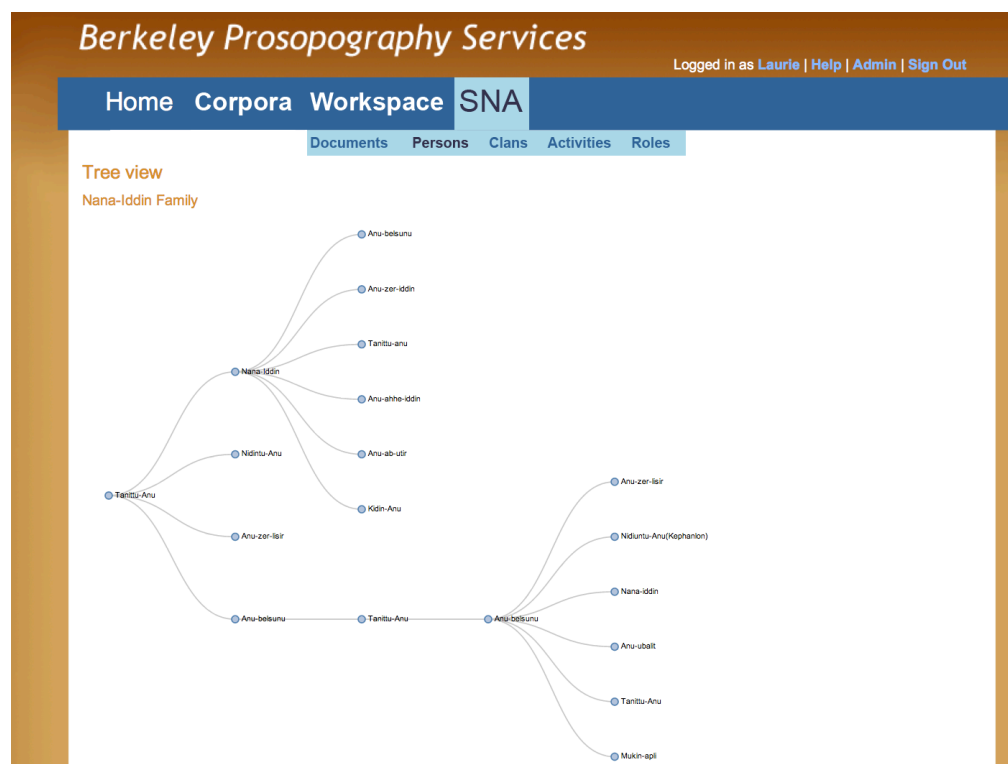 Berkeley Prosopography Services
Logged in as Laurie | Help | Admin | Sign Out
Home Corpora Workspace SNA
Documents Persons Clans Activities Roles
Tree view
Nana-Iddin Family
Anu-belsunu
Anu-zer-iddin
Tanittu-anu
Nana-Iddin
Anu-ahhe-iddin
Nidintu-Anu
Anu-ab-utir
Anu-zer-lisir
Tanittu-Anu
Kidin-Anu
Anu-zer-lisir
Nidiuntu-Anu(Kephanlon)
Nana-iddin
Anu-belsunu
Tanittu-Anu
Anu-belsunu
Anu-ubalit
Tanittu-Anu
Mukin-apli